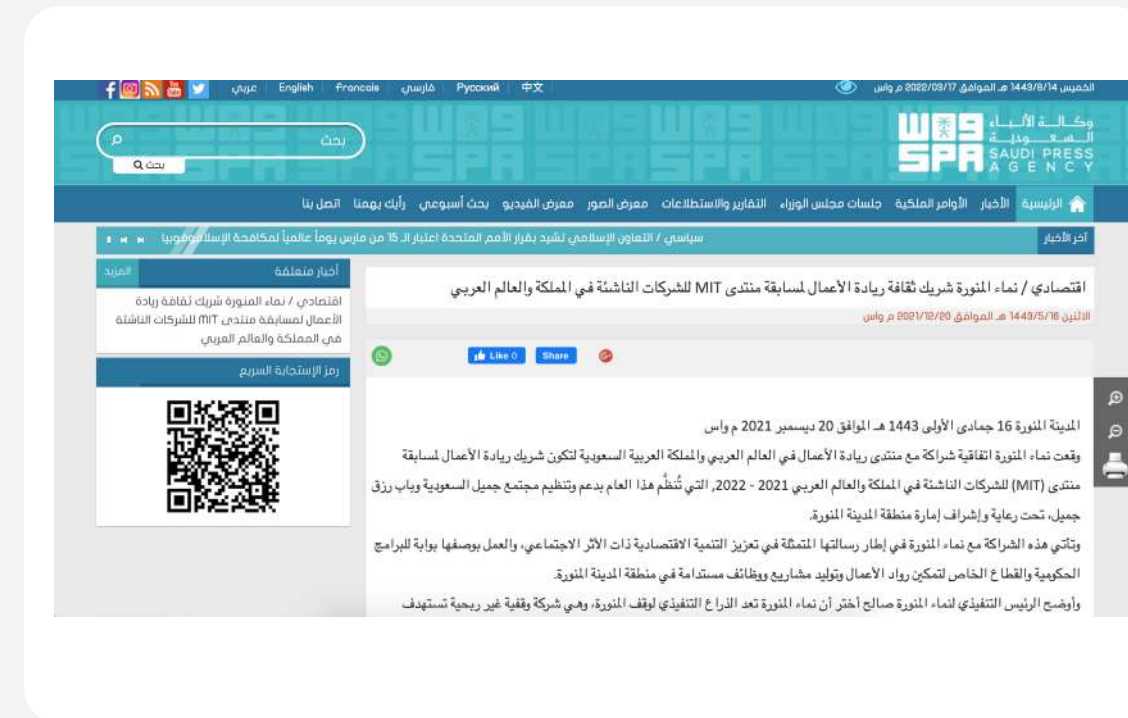 الخميس 1443/8/14 هـ الموافق 2022/03/17 م واس
عربي English Francais فارسي Русский 中文
وكالة الأنباء
السعودية
SAUDI PRESS
AGENCY
SPA
بحث
بحث
الرئيسية الأخبار الأوامر الملكية جلسات مجلس الوزراء التقارير والاستطلاعات معرض الصور معرض الفيديو بحث أسبوعي رأيك يهمنا اتصل بنا
آخر الأخبار
سياسي / التعاون الإسلامي تشيد بقرار الأمم المتحدة اعتبار الـ 15 من مارس يوماً عالمياً لمكافحة الإسلاموفوبيا
اقتصادي / نماء المنورة شريك ثقافة ريادة الأعمال لمسابقة منتدى MIT للشركات الناشئة في المملكة والعالم العربي
الاثنين 1443/5/16 هـ الموافق 2021/12/20 م واس
Like 0 Share
المدينة المنورة 16 جمادى الأولى 1443 هـ الموافق 20 ديسمبر 2021 م واس
وقعت نماء المنورة اتفاقية شراكة مع منتدى ريادة الأعمال في العالم العربي والمملكة العربية السعودية لتكون شريك ريادة الأعمال لمسابقة
منتدى (MIT) للشركات الناشئة في المملكة والعالم العربي 2021 - 2022, التي تُنظَّم هذا العام بدعم وتنظيم مجتمع جميل السعودية وباب رزق
جميل، تحت رعاية وإشراف إمارة منطقة المدينة المنورة.
وتأتي هذه الشراكة مع نماء المنورة في إطار رسالتها المتمثلة في تعزيز التنمية الاقتصادية ذات الأثر الاجتماعي، والعمل بوصفها بوابة للبرامج
الحكومية والقطاع الخاص لتمكين رواد الأعمال وتوليد مشاريع ووظائف مستدامة في منطقة المدينة المنورة.
وأوضح الرئيس التنفيذي لنماء المنورة صالح أختر أن نماء المنورة تعد الذراع التنفيذي لوقف المنورة، وهي شركة وقفية غير ربحية تستهدف
أخبار متعلقة
المزيد
اقتصادي / نماء المنورة شريك ثقافة ريادة
الأعمال لمسابقة منتدى MIT للشركات الناشئة
في المملكة والعالم العربي
رمز الإستجابة السريع